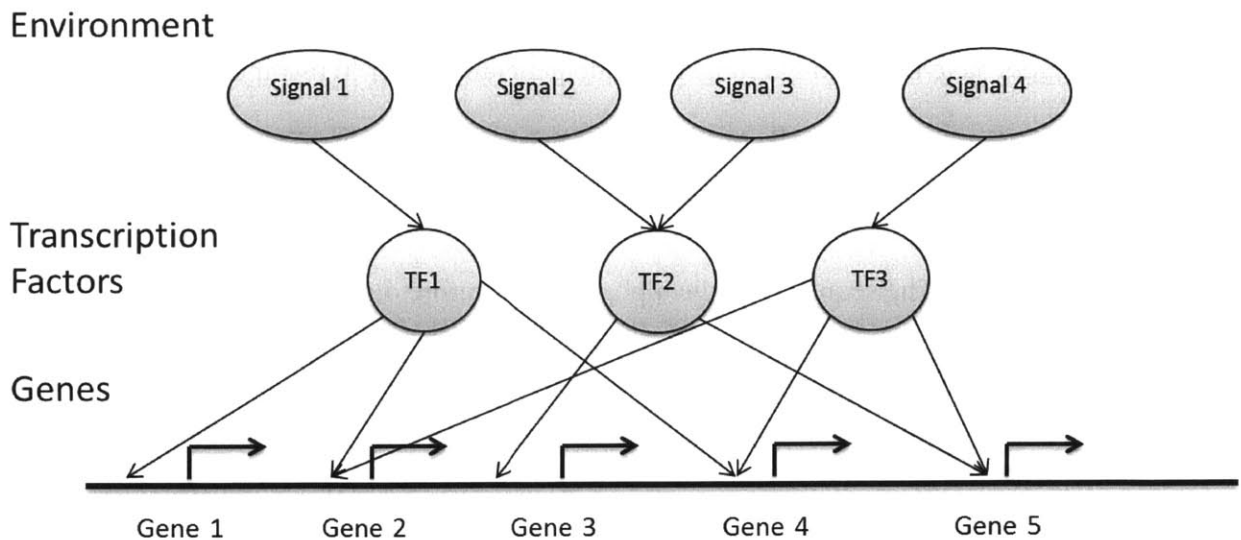 Environment
Signal 1
Signal 2
Signal 3
Signal 4
Transcription
Factors
TF1
TF2
TF3
Genes
Gene 1
Gene 2
Gene 3
Gene 4
Gene 5